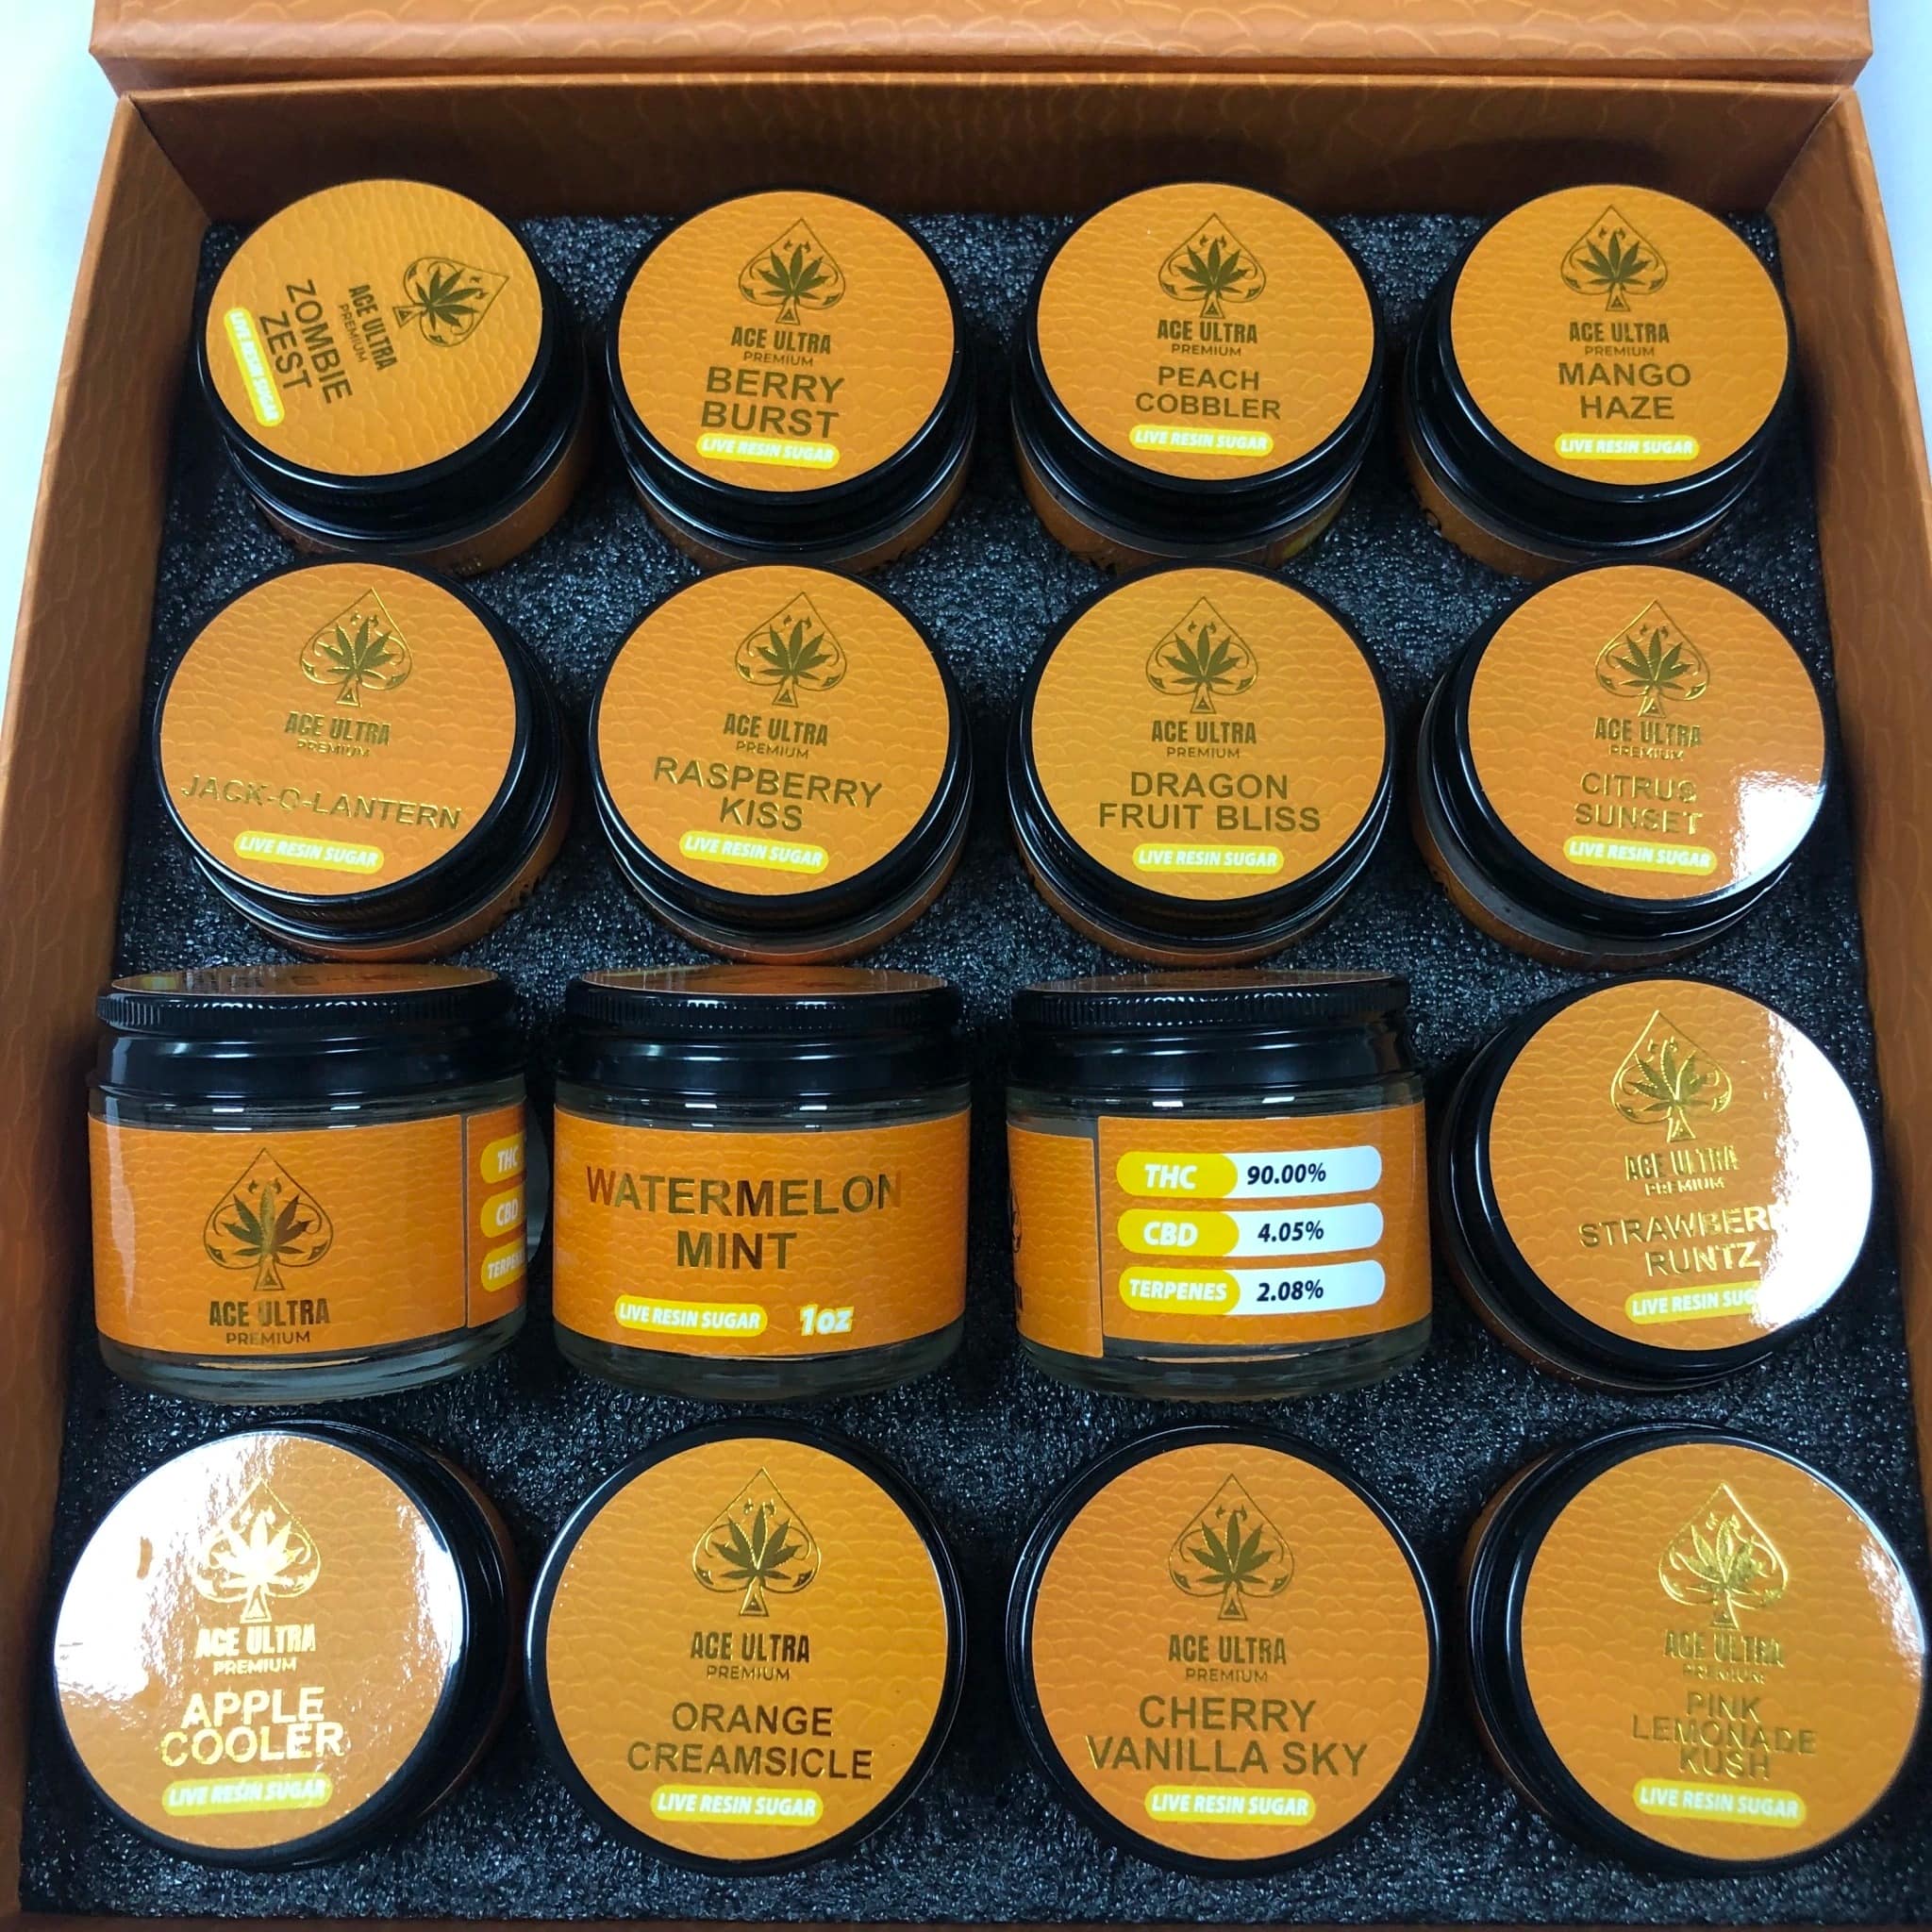 ACE ULTRA
PREMIUM
ZOMBIE
ZEST
LIVE RESIN SUGAR
ACE ULTRA
PREMIUM
BERRY
BURST
LIVE RESIN SUGAR
ACE ULTRA
PREMIUM
PEACH
COBBLER
LIVE RESIN SUGAR
ACE ULTRA
PREMIUM
MANGO
HAZE
LIVE RESIN SUGAR
ACE ULTRA
PREMIUM
JACK-O-LANTERN
LIVE RESIN SUGAR
ACE ULTRA
PREMIUM
RASPBERRY
KISS
LIVE RESIN SUGAR
ACE ULTRA
PREMIUM
DRAGON
FRUIT BLISS
LIVE RESIN SUGAR
ACE ULTRA
PREMIUM
CITRUS
SUNSET
LIVE RESIN SUGAR
ACE ULTRA
PREMIUM
THC
CBD
WATERMELON
MINT
LIVE RESIN SUGAR 1oz
THC 90.00%
CBD 4.05%
TERPENES 2.08%
ACE ULTRA
PREMIUM
RUNTZ
LIVE RESIN
ACE ULTRA
PREMIUM
APPLE
COOLER
LIVE RESIN SUGAR
ACE ULTRA
PREMIUM
ORANGE
CREAMSICLE
LIVE RESIN SUGAR
ACE ULTRA
PREMIUM
CHERRY
VANILLA SKY
LIVE RESIN SUGAR
ACE ULTRA
PREMIUM
PINK
LEMONADE
KUSH
LIVE RESIN SUGAR